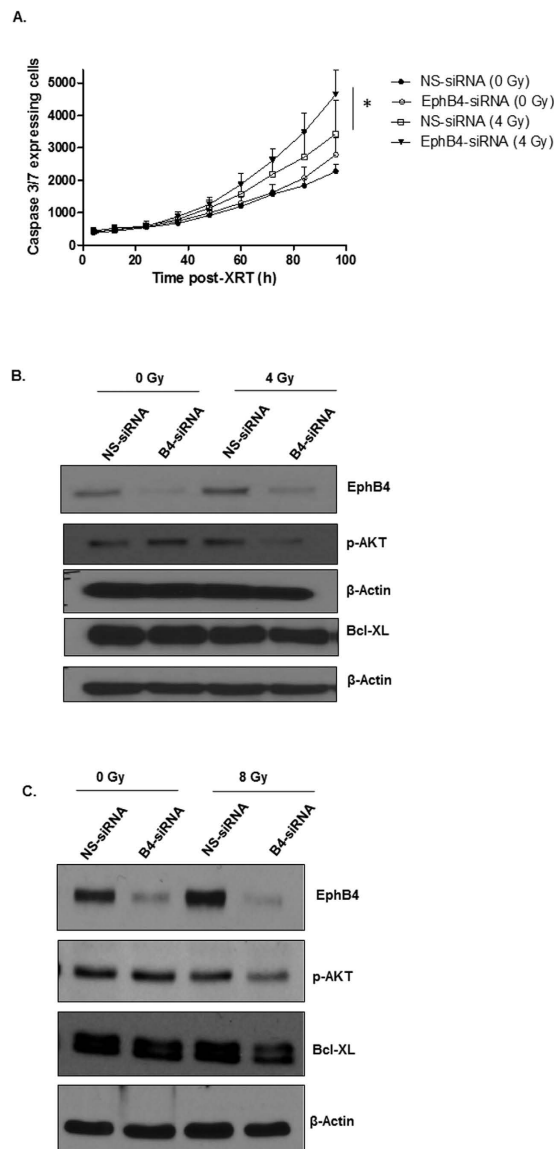 A.
Caspase 3/7 expressing cells
5000
4000
3000
2000
1000
0
0 20 40 60 80 100
Time post-XRT (h)
NS-siRNA (0 Gy)
EphB4-siRNA (0 Gy)
NS-siRNA (4 Gy)
EphB4-siRNA (4 Gy)
*
B.
0 Gy 4 Gy
NS-siRNA B4-siRNA NS-siRNA B4-siRNA
EphB4
p-AKT
β-Actin
Bcl-XL
β-Actin
C.
0 Gy 8 Gy
NS-siRNA B4-siRNA NS-siRNA B4-siRNA
EphB4
p-AKT
Bcl-XL
β-Actin